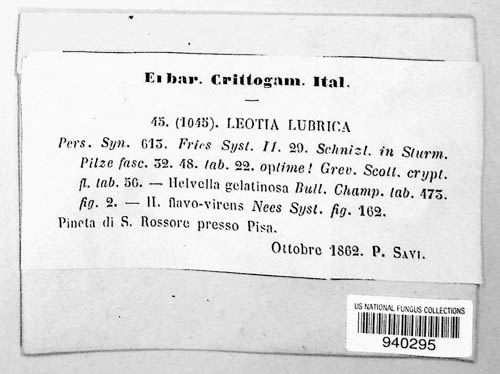 Erbar. Crittogam. Ital.
45. (1045). LEOTIA LUBRICA
Pers. Syn. 613. Fries Syst. II. 29. Schnizl. in Sturm.
Pilze fasc. 32. 48. tab. 22. optime! Grev. Scott. crypt.
fl. tab. 56. — Helvella gelatinosa Bull. Champ. tab. 473.
fig. 2. — H. flavo-virens Nees Syst. fig. 162.
Pineta di S. Rossore presso Pisa.
Ottobre 1862. P. SAVI.
US NATIONAL FUNGUS COLLECTIONS
940295